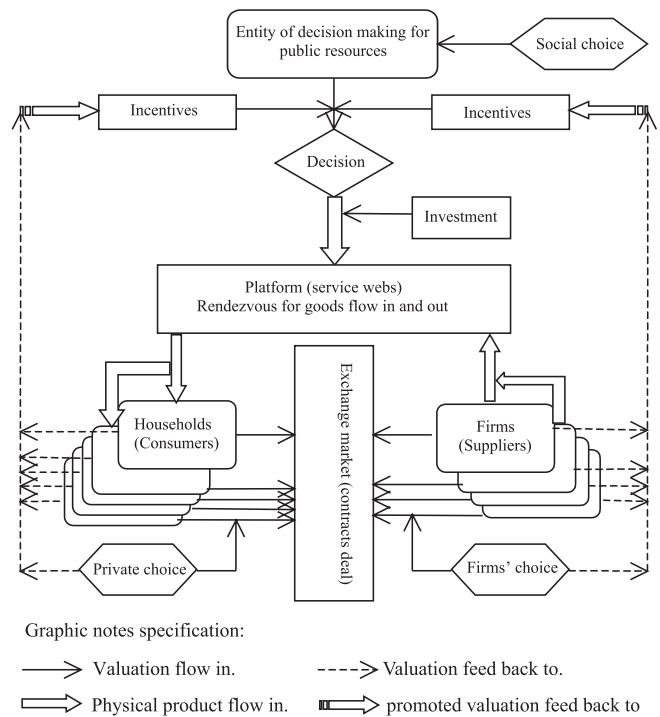 Entity of decision making for
public resources
Social choice
Incentives
Incentives
Decision
Investment
Platform (service webs)
Rendezvous for goods flow in and out
Exchange market (contracts deal)
Households
(Consumers)
Firms
(Suppliers)
Private choice
Firms' choice
Graphic notes specification:
Valuation flow in.
Valuation feed back to.
Physical product flow in.
promoted valuation feed back to